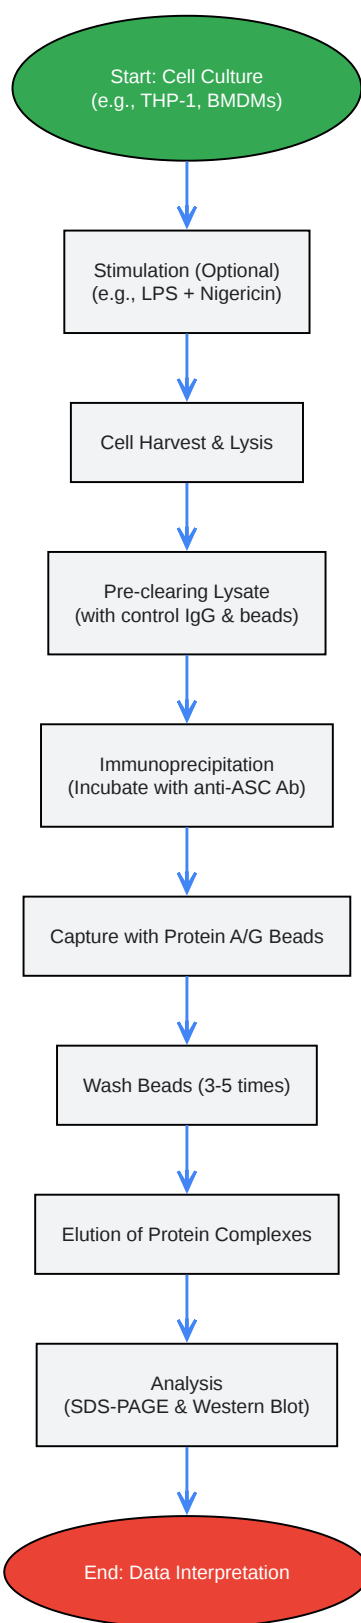 Start: Cell Culture
(e.g., THP-1, BMDMs)
Stimulation (Optional)
(e.g., LPS + Nigericin)
Cell Harvest & Lysis
Pre-clearing Lysate
(with control IgG & beads)
Immunoprecipitation
(Incubate with anti-ASC Ab)
Capture with Protein A/G Beads
Wash Beads (3-5 times)
Elution of Protein Complexes
Analysis
(SDS-PAGE & Western Blot)
End: Data Interpretation